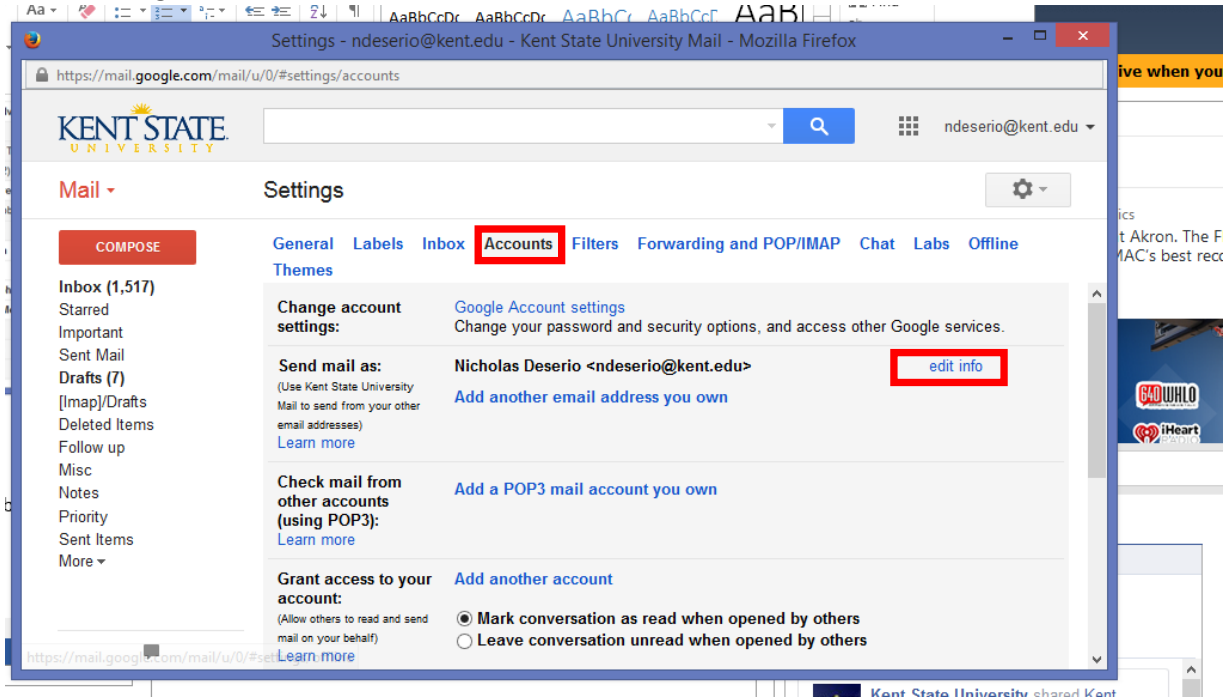 Aa
AaBbCcDc AaBbCcDc AaBbCc AaBbCcC AaBl
Settings - ndeserio@kent.edu - Kent State University Mail - Mozilla Firefox
https://mail.google.com/mail/u/0/#settings/accounts
ive when you
KENT STATE.
UNIVERSITY
ndeserio@kent.edu
Mail
Settings
COMPOSE
General Labels Inbox Accounts Filters Forwarding and POP/IMAP Chat Labs Offline
Themes
ics
t Akron. The F
MAC's best reco
Inbox (1,517)
Starred
Important
Sent Mail
Drafts (7)
[Imap]/Drafts
Deleted Items
Follow up
Misc
Notes
Priority
Sent Items
More
Change account
settings:
Google Account settings
Change your password and security options, and access other Google services.
Send mail as:
(Use Kent State University
Mail to send from your other
email addresses)
Learn more
Nicholas Deserio <ndeserio@kent.edu>
edit info
Add another email address you own
Check mail from
other accounts
(using POP3):
Learn more
Add a POP3 mail account you own
Grant access to your
account:
(Allow others to read and send
mail on your behalf)
Learn more
Add another account
Mark conversation as read when opened by others
Leave conversation unread when opened by others
640 WHLO
iHeart
RADIO
Kent State University shared Kent